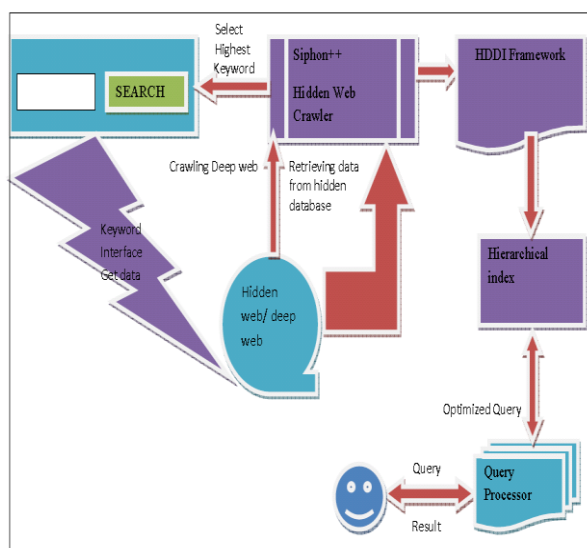 Select
Highest
Keyword
SEARCH
Siphon++
Hidden Web
Crawler
HDDI Framework
Crawling Deep web
Retrieving data
from hidden
database
Keyword
Interface
Get data
Hidden
web/ deep
web
Hierarchical
index
Optimized Query
Query
Result
Query
Processor